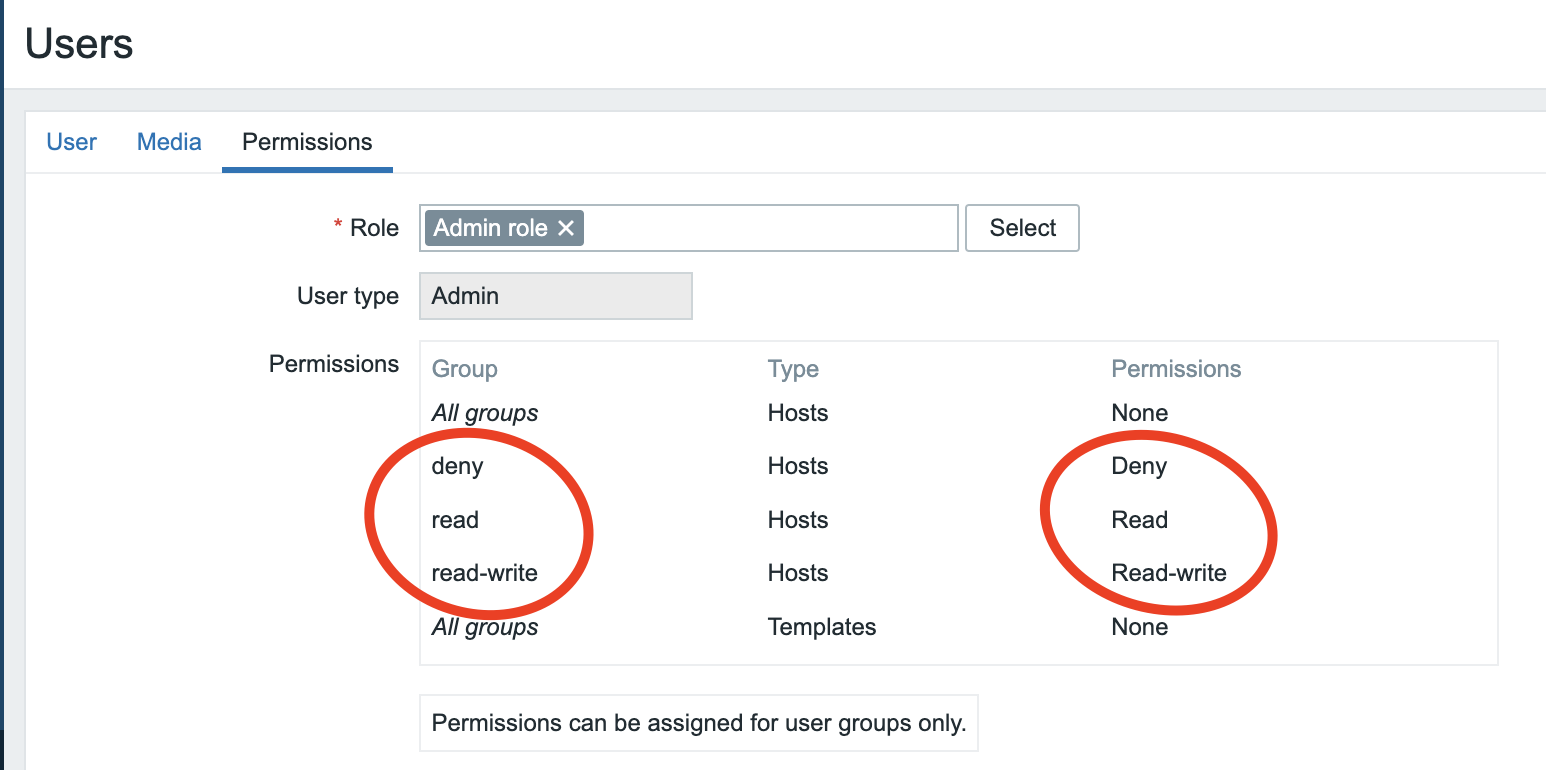 Users
User Media Permissions
* Role Admin role ✕ Select
User type Admin
Permissions Group Type Permissions
All groups Hosts None
deny Hosts Deny
read Hosts Read
read-write Hosts Read-write
All groups Templates None
Permissions can be assigned for user groups only.